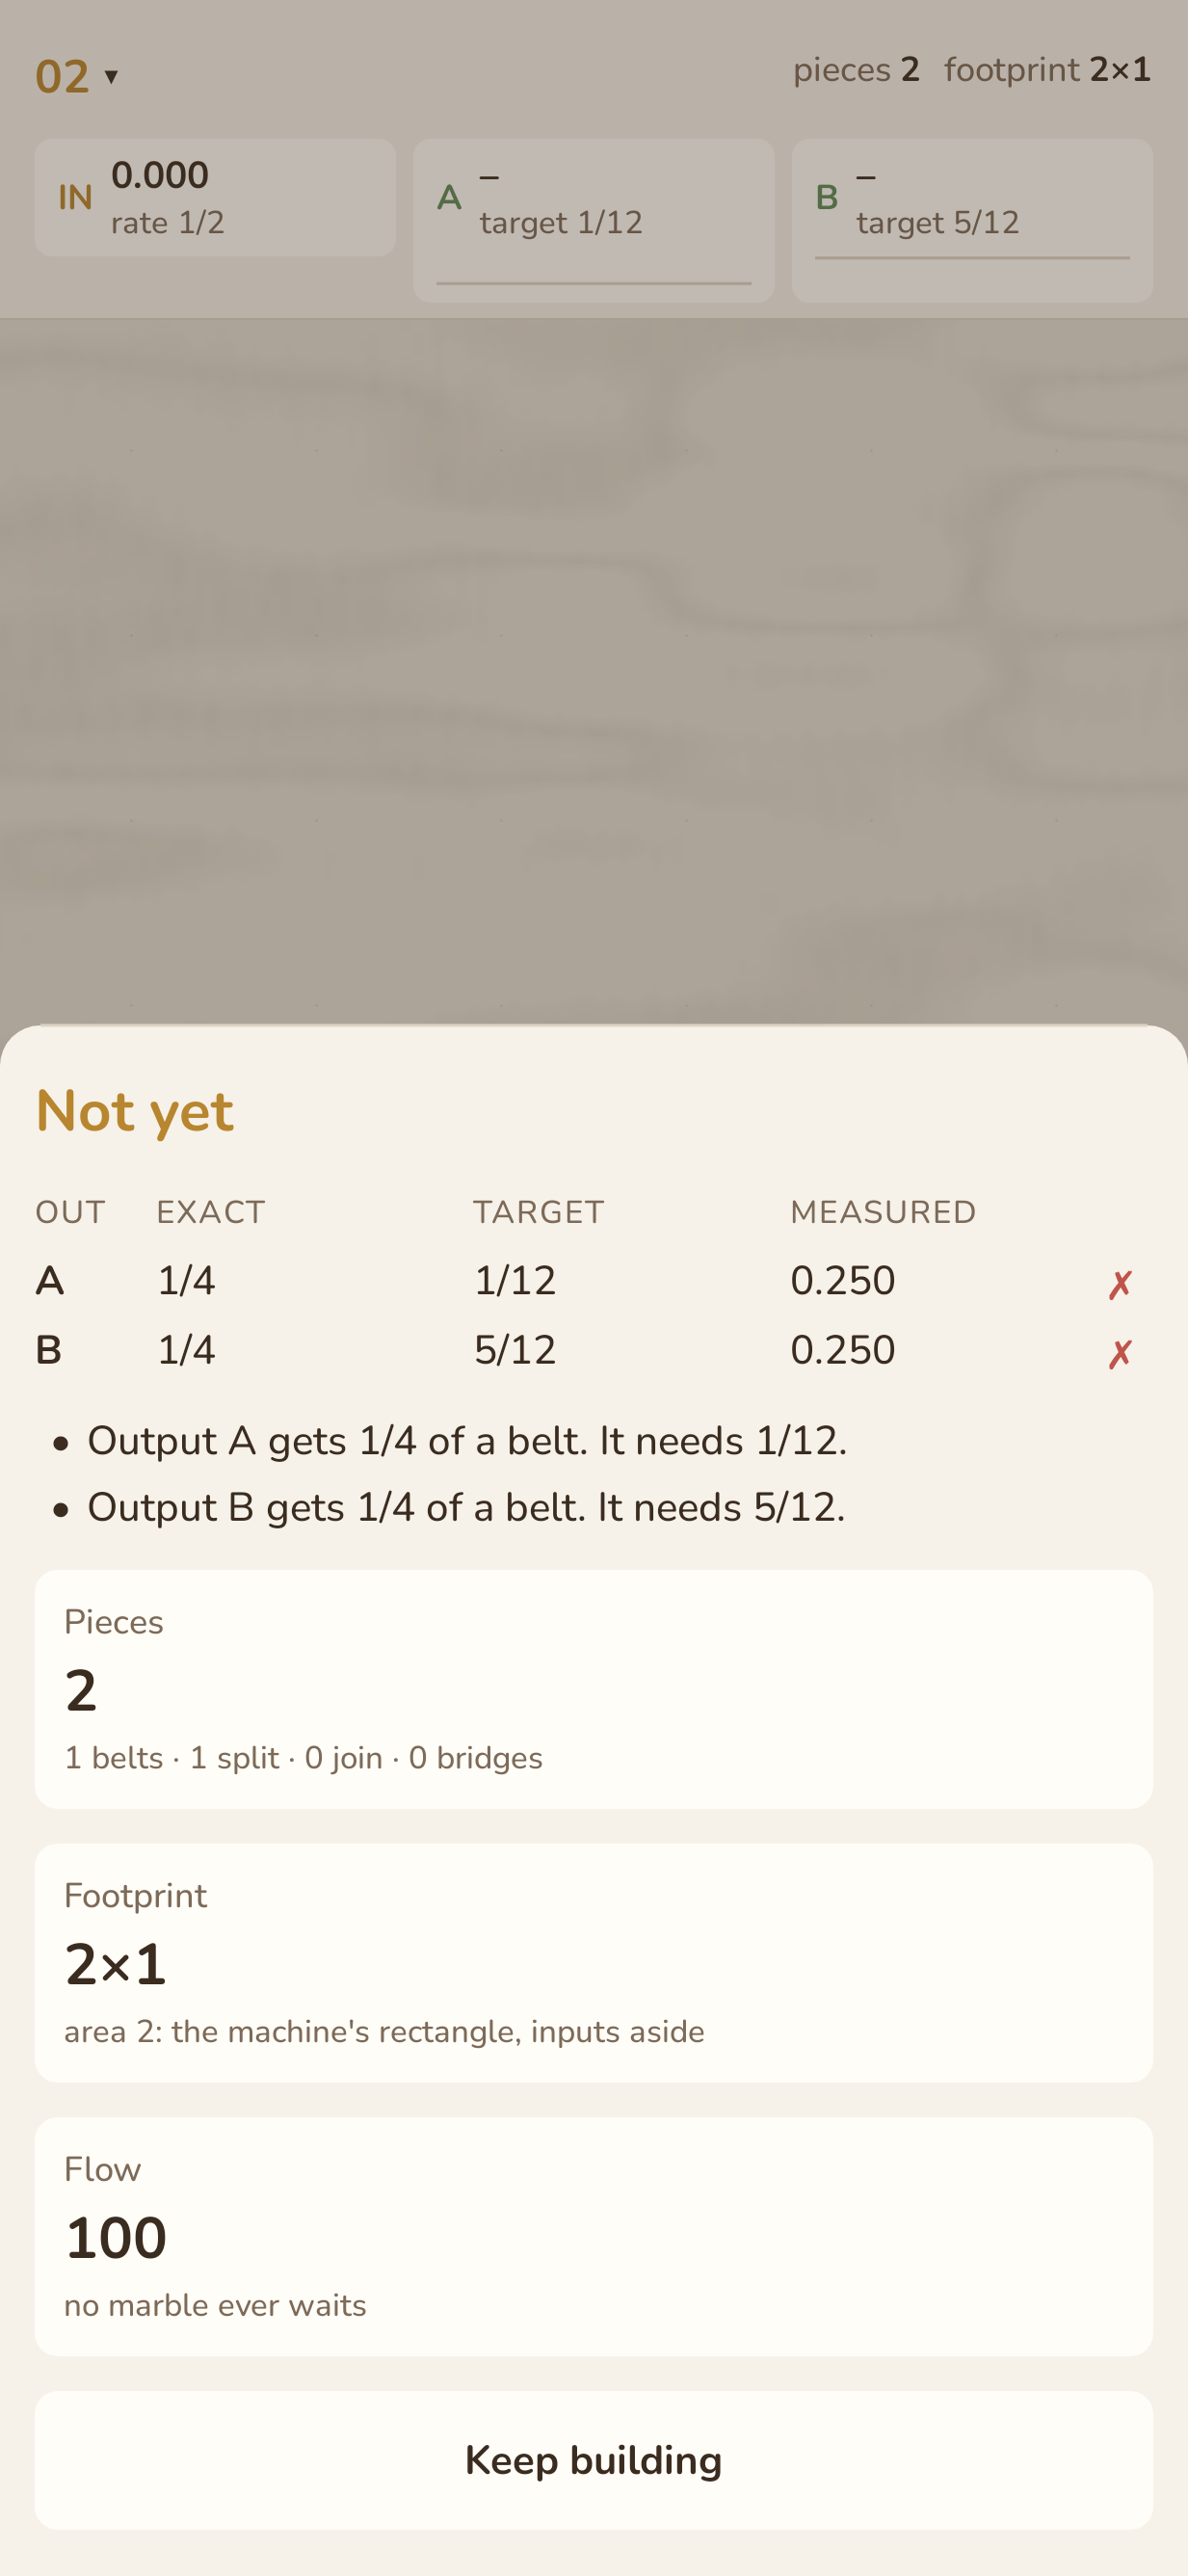 02 ▾
pieces 2 footprint 2×1
IN 0.000
rate 1/2
A –
target 1/12
B –
target 5/12
Not yet
OUT EXACT TARGET MEASURED
A 1/4 1/12 0.250 ✗
B 1/4 5/12 0.250 ✗
• Output A gets 1/4 of a belt. It needs 1/12.
• Output B gets 1/4 of a belt. It needs 5/12.
Pieces
2
1 belts · 1 split · 0 join · 0 bridges
Footprint
2×1
area 2: the machine's rectangle, inputs aside
Flow
100
no marble ever waits
Keep building